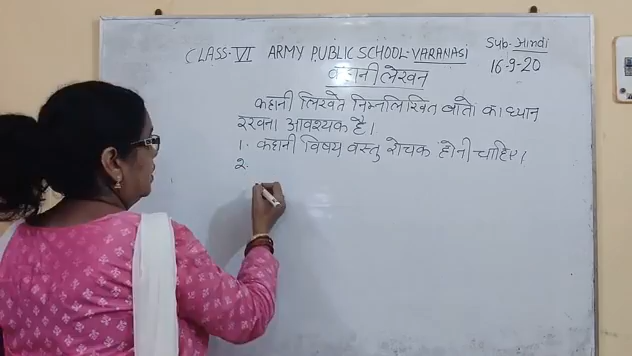 CLASS-VI ARMY PUBLIC SCHOOL-VARANASI
Sub- Hindi
16-9-20
कहानी लेखन
कहानी लिखते निम्नलिखित बातो का ध्यान
रखना आवश्यक है।
1. कहानी विषय वस्तु रोचक होनी चाहिए।
2.